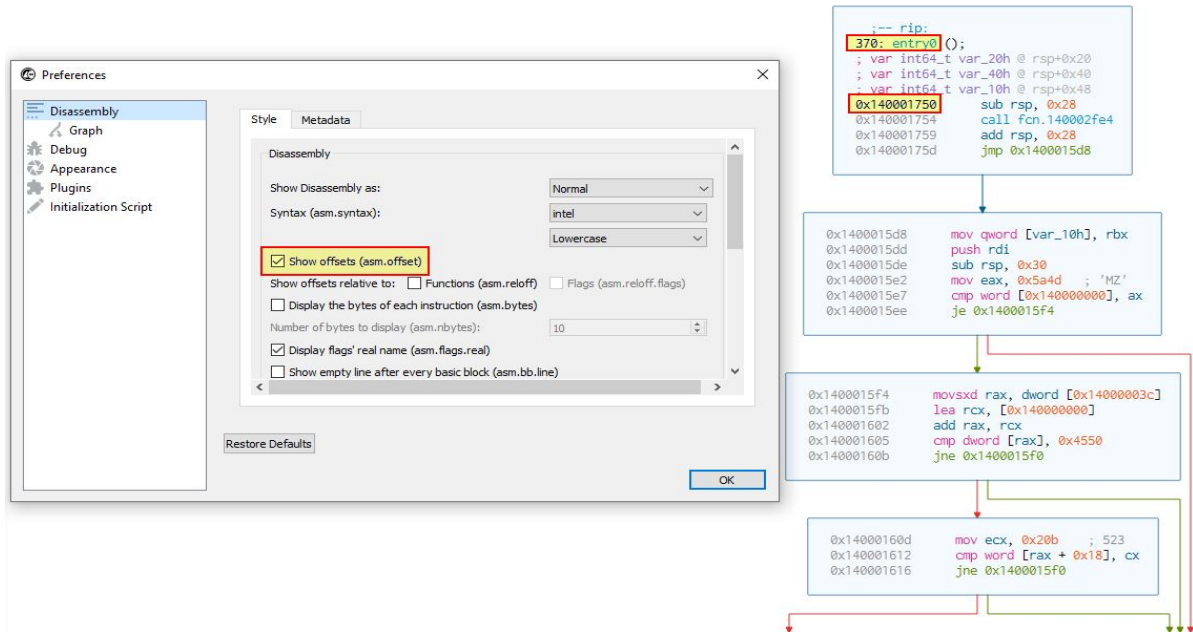 Preferences
Disassembly
Graph
Debug
Appearance
Plugins
Initialization Script
Style Metadata
Disassembly
Show Disassembly as: Normal
Syntax (asm.syntax): intel
Lowercase
Show offsets (asm.offset)
Show offsets relative to: Functions (asm.reloff) Flags (asm.reloff.flags)
Display the bytes of each instruction (asm.bytes)
Number of bytes to display (asm.nbytes): 10
Display flags' real name (asm.flags.real)
Show empty line after every basic block (asm.bb.line)
Restore Defaults
OK
;-- rip:
370: entry0 ();
; var int64_t var_20h @ rsp+0x20
; var int64_t var_40h @ rsp+0x40
; var int64_t var_10h @ rsp+0x48
0x140001750 sub rsp, 0x28
0x140001754 call fcn.140002fe4
0x140001759 add rsp, 0x28
0x14000175d jmp 0x1400015d8
0x1400015d8 mov qword [var_10h], rbx
0x1400015dd push rdi
0x1400015de sub rsp, 0x30
0x1400015e2 mov eax, 0x5a4d ; 'MZ'
0x1400015e7 cmp word [0x140000000], ax
0x1400015ee je 0x1400015f4
0x1400015f4 movsxd rax, dword [0x14000003c]
0x1400015fb lea rcx, [0x140000000]
0x140001602 add rax, rcx
0x140001605 cmp dword [rax], 0x4550
0x14000160b jne 0x1400015f0
0x14000160d mov ecx, 0x20b ; 523
0x140001612 cmp word [rax + 0x18], cx
0x140001616 jne 0x1400015f0